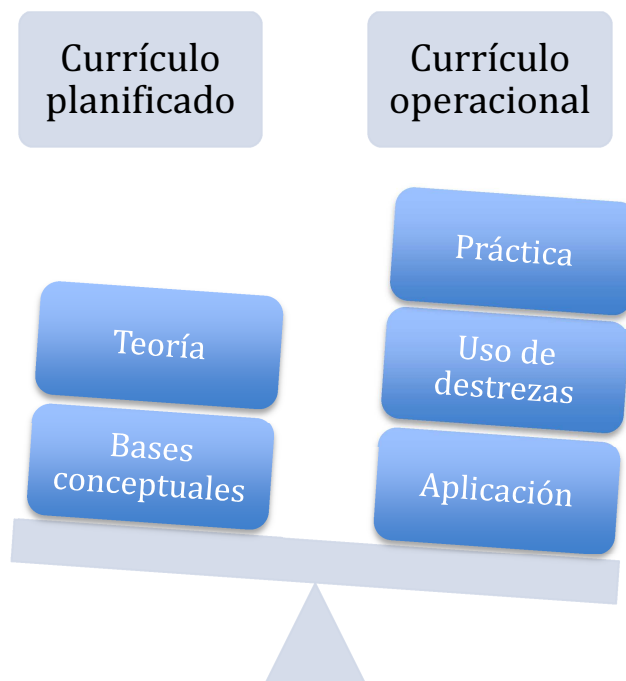 Currículo
planificado
Currículo
operacional
Teoría
Bases
conceptuales
Práctica
Uso de
destrezas
Aplicación